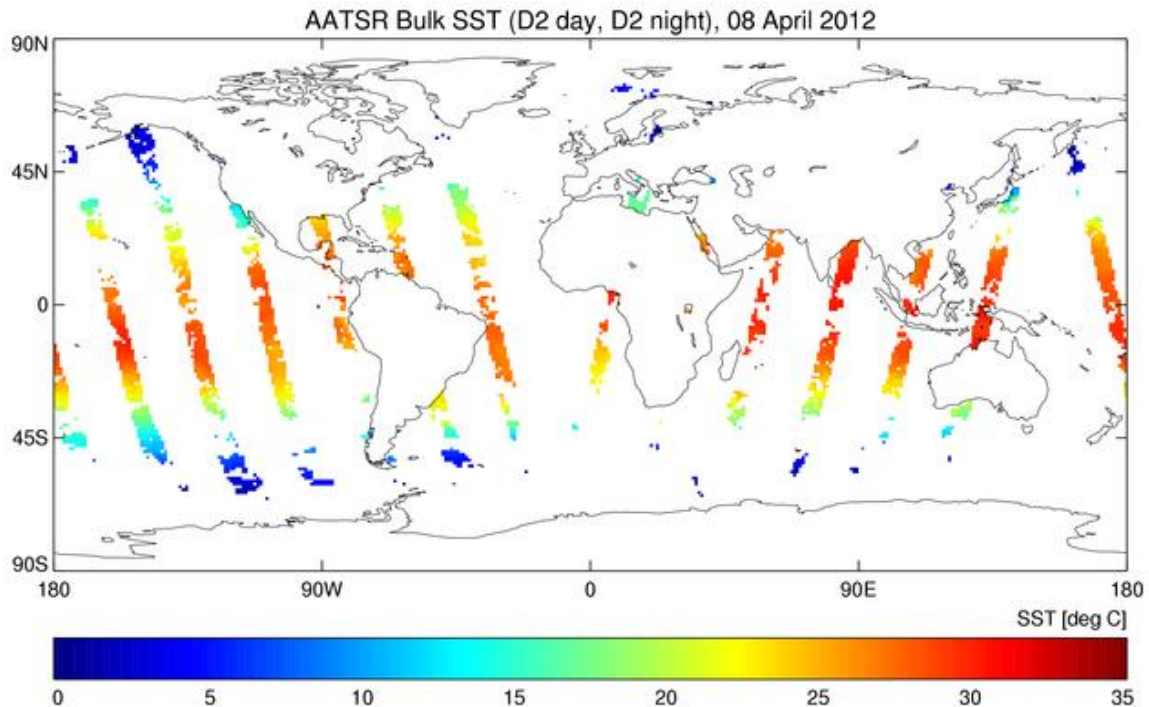 AATSR Bulk SST (D2 day, D2 night), 08 April 2012
90N
45N
0
45S
90S
180 90W 0 90E 180
SST [deg C]
0 5 10 15 20 25 30 35